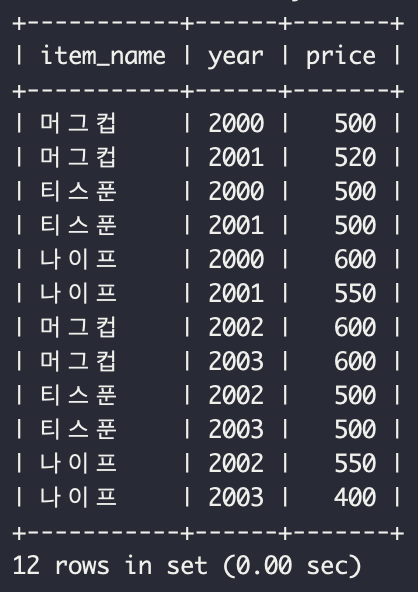 +-----------+------+-------+
| item_name | year | price |
+-----------+------+-------+
| 머그컵    | 2000 |   500 |
| 머그컵    | 2001 |   520 |
| 티스푼    | 2000 |   500 |
| 티스푼    | 2001 |   500 |
| 나이프    | 2000 |   600 |
| 나이프    | 2001 |   550 |
| 머그컵    | 2002 |   600 |
| 머그컵    | 2003 |   600 |
| 티스푼    | 2002 |   500 |
| 티스푼    | 2003 |   500 |
| 나이프    | 2002 |   550 |
| 나이프    | 2003 |   400 |
+-----------+------+-------+
12 rows in set (0.00 sec)